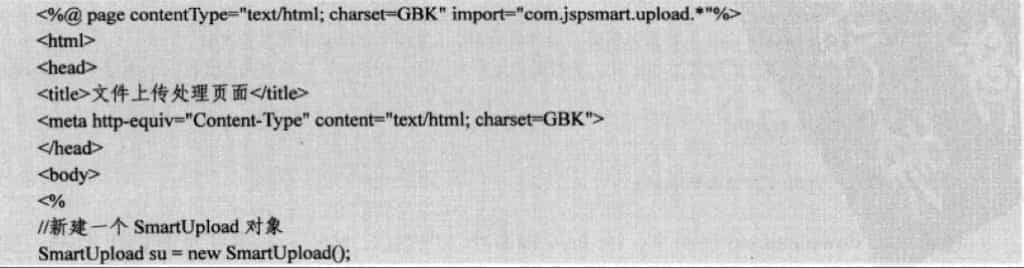 <%@ page contentType="text/html; charset=GBK" import="com.jspsmart.upload.*"%>
<html>
<head>
<title>文件上传处理页面</title>
<meta http-equiv="Content-Type" content="text/html; charset=GBK">
</head>
<body>
<%
//新建一个 SmartUpload 对象
SmartUpload su = new SmartUpload();